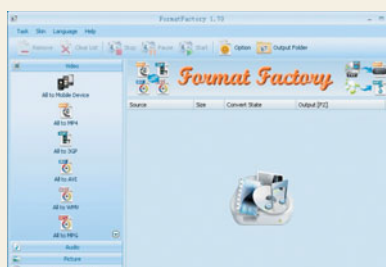 FormatFactory 1.70
Task Skin Language Help
Remove Clear List Stop Pause Start Option Output Folder
Video
Format Factory
All to Mobile Device
Source Size Convert State Output [F2]
All to MP4
All to 3GP
All to AVI
All to WMV
All to MPG
Audio
Picture